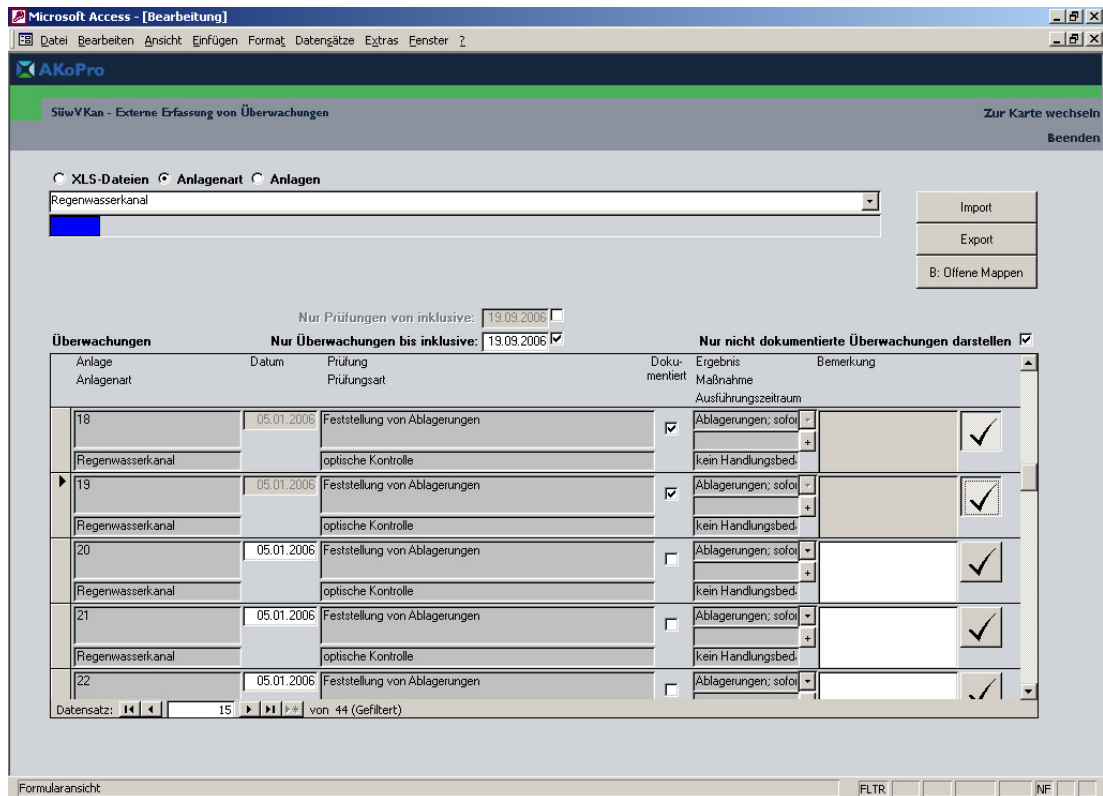 Microsoft Access - [Bearbeitung]
Datei Bearbeiten Ansicht Einfügen Format Datensätze Extras Fenster ?
AKoPro
SüwVKan - Externe Erfassung von Überwachungen
Zur Karte wechseln
Beenden
XLS-Dateien Anlagenart Anlagen
Regenwasserkanal
Import
Export
B: Offene Mappen
Nur Prüfungen von inklusive: 19.09.2006
Überwachungen Nur Überwachungen bis inklusive: 19.09.2006 Nur nicht dokumentierte Überwachungen darstellen
Anlage Datum Prüfung Doku- Ergebnis Bemerkung
Anlagenart Prüfungsart mentiert Maßnahme
Ausführungszeitraum
18 05.01.2006 Feststellung von Ablagerungen Ablagerungen; sofor
+
Regenwasserkanal optische Kontrolle kein Handlungsbed
19 05.01.2006 Feststellung von Ablagerungen Ablagerungen; sofor
+
Regenwasserkanal optische Kontrolle kein Handlungsbed
20 05.01.2006 Feststellung von Ablagerungen Ablagerungen; sofor
+
Regenwasserkanal optische Kontrolle kein Handlungsbed
21 05.01.2006 Feststellung von Ablagerungen Ablagerungen; sofor
+
Regenwasserkanal optische Kontrolle kein Handlungsbed
22 05.01.2006 Feststellung von Ablagerungen Ablagerungen; sofor
Datensatz: 15 von 44 (Gefiltert)
Formularansicht FLTR NF